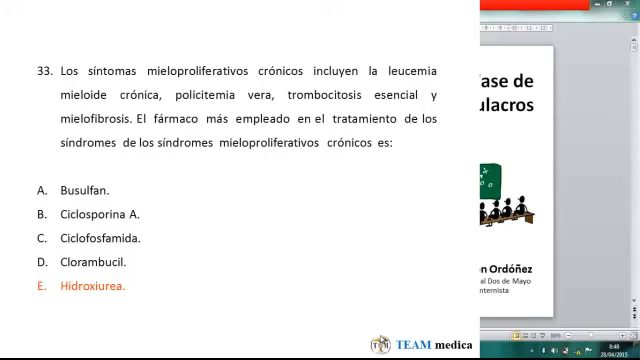 33. Los síntomas mieloproliferativos crónicos incluyen la leucemia
mieloide crónica, policitemia vera, trombocitosis esencial y
mielofibrosis. El fármaco más empleado en el tratamiento de los
síndromes de los síndromes mieloproliferativos crónicos es:
A. Busulfan.
B. Ciclosporina A.
C. Ciclofosfamida.
D. Clorambucil.
E. Hidroxiurea.
TEAM medica
ase de
ulacros
n Ordóñez
al Dos de Mayo
nternista
8:48
28/04/2015